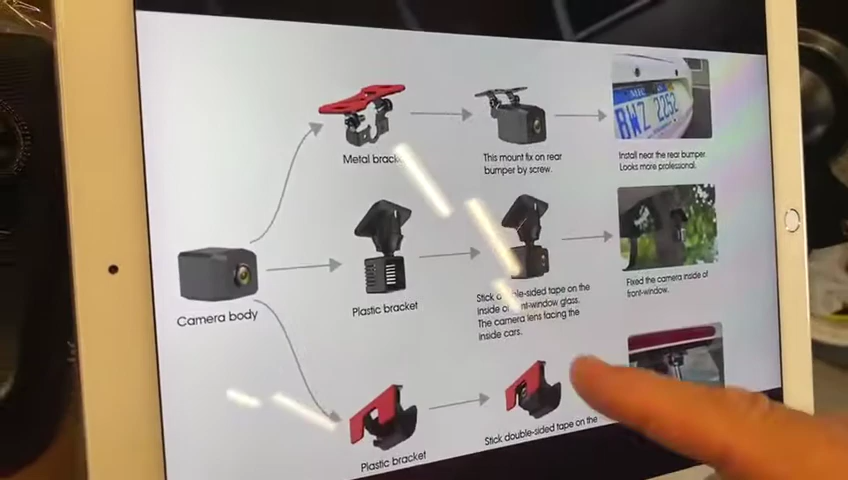 BWZ 2252
Metal
This mount fix on rear
bumper by screw.
Install near the rear bumper.
Looks more professional.
Camera body
Plastic bracket
Stick double-sided tape on the
inside of front-window glass.
The camera lens facing the
inside cars.
Fixed the camera inside of
front-window.
Plastic bracket
Stick double-sided tape on the